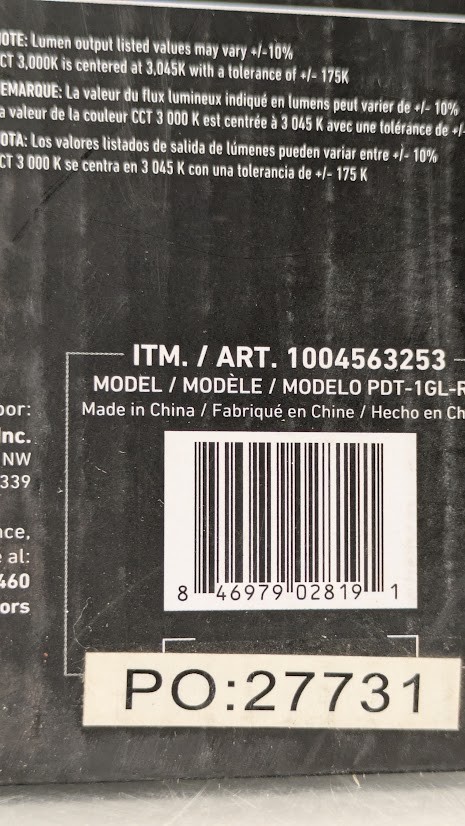 NOTE: Lumen output listed values may vary +/-10%
CCT 3,000K is centered at 3,045K with a tolerance of +/- 175K
REMARQUE: La valeur du flux lumineux indiqué en lumens peut varier de +/- 10%
La valeur de la couleur CCT 3 000 K est centrée à 3 045 K avec une tolérance de +/-
NOTA: Los valores listados de salida de lúmenes pueden variar entre +/- 10%
CCT 3 000 K se centra en 3 045 K con una tolerancia de +/- 175 K
ITM. / ART. 1004563253
MODEL / MODÈLE / MODELO PDT-1GL-R
Made in China / Fabriqué en Chine / Hecho en Ch
por:
Inc.
NW
339
nce,
e al:
460
ors
8 46979 02819 1
PO:27731